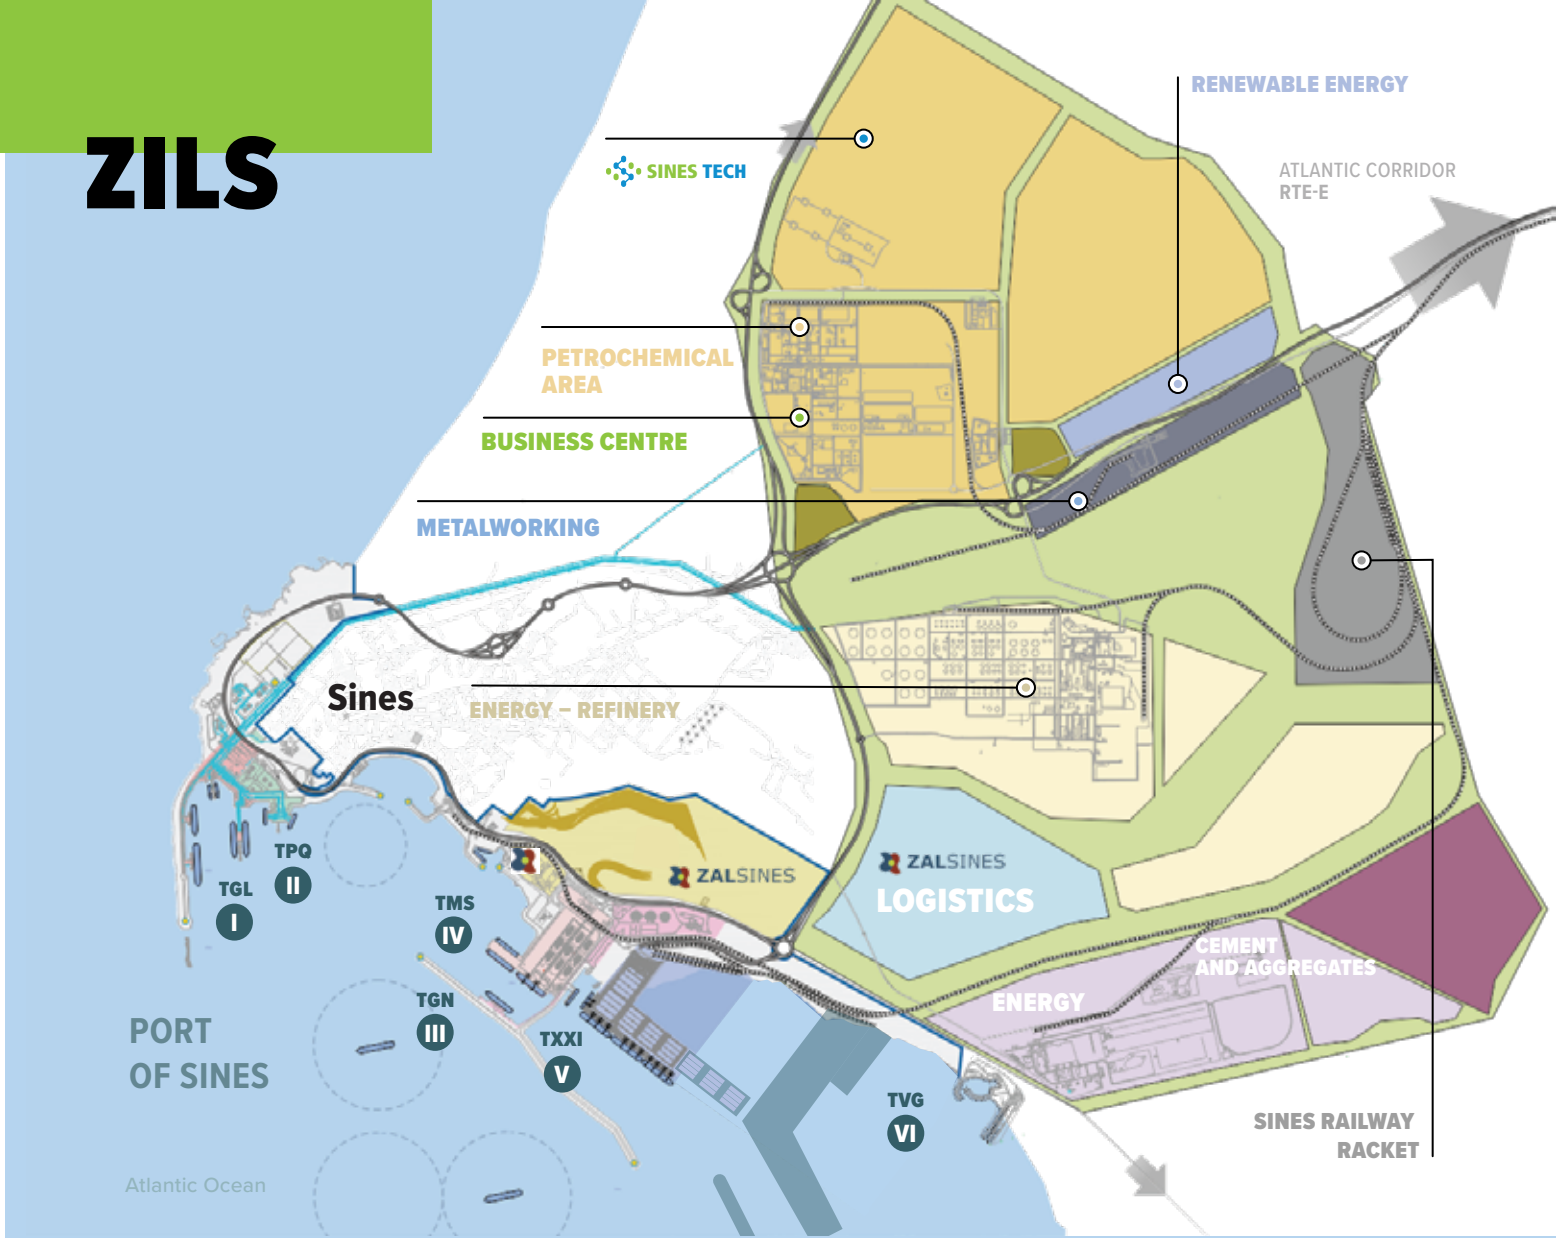 ZILS
RENEWABLE ENERGY
SINES TECH
ATLANTIC CORRIDOR
RTE-E
PETROCHEMICAL
AREA
BUSINESS CENTRE
METALWORKING
Sines
ENERGY – REFINERY
ZALSINES
ZALSINES
LOGISTICS
TPQ
II
TGL
I
TMS
IV
CEMENT
AND AGGREGATES
ENERGY
TGN
III
TXXI
V
PORT
OF SINES
TVG
VI
SINES RAILWAY
RACKET
Atlantic Ocean